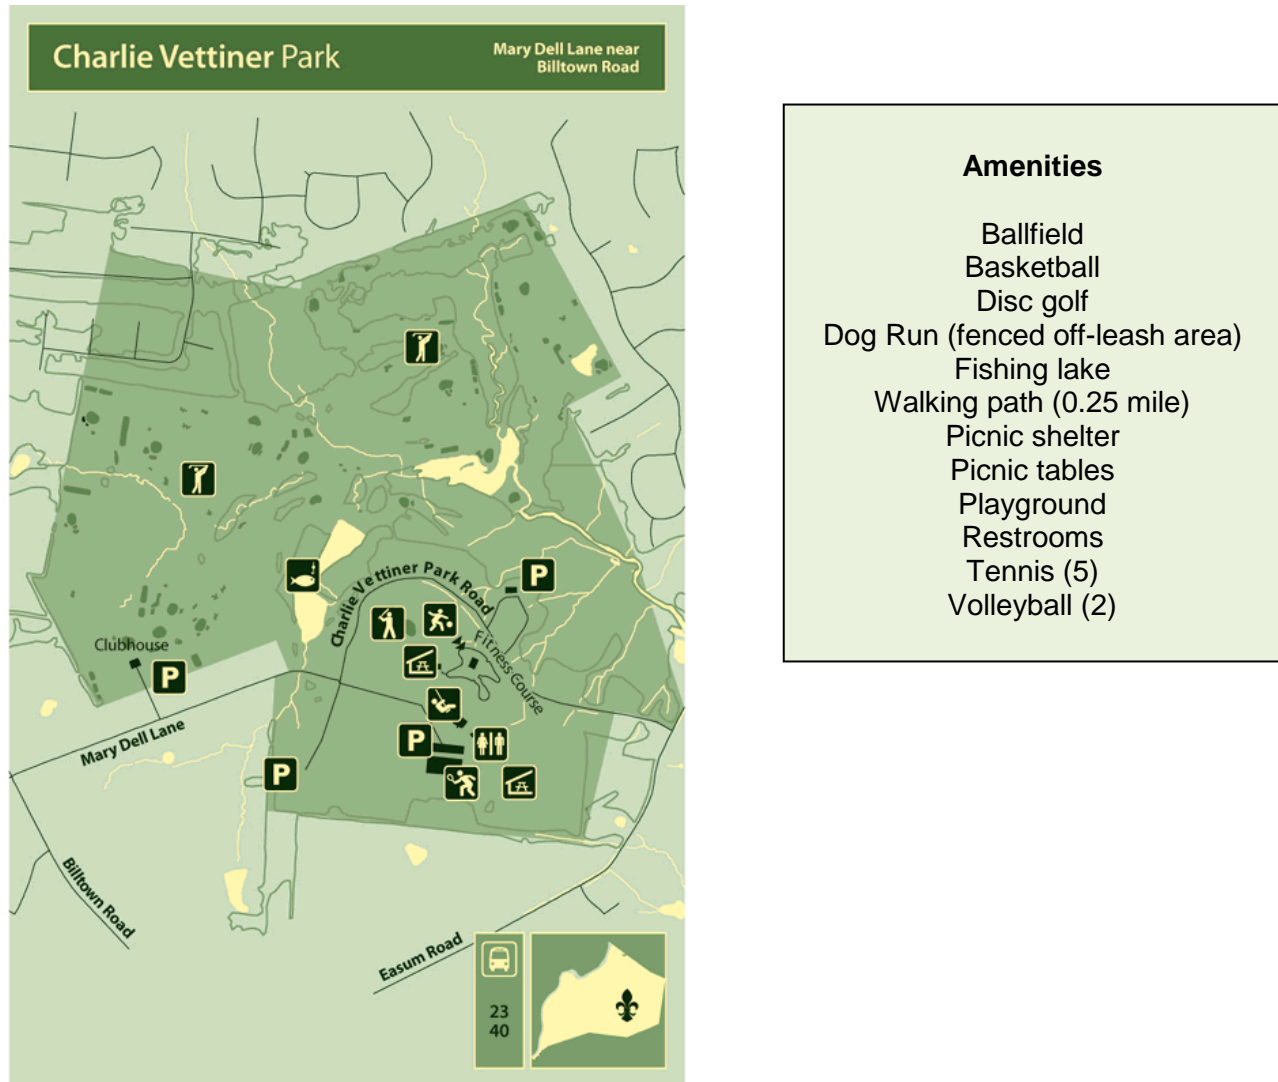 Charlie Vettiner Park
Mary Dell Lane near
Billtown Road
Charlie Vettiner Park Road
P
Fitness Course
Clubhouse
P
Mary Dell Lane
P
P
Billtown Road
Easum Road
23
40
Amenities
Ballfield
Basketball
Disc golf
Dog Run (fenced off-leash area)
Fishing lake
Walking path (0.25 mile)
Picnic shelter
Picnic tables
Playground
Restrooms
Tennis (5)
Volleyball (2)